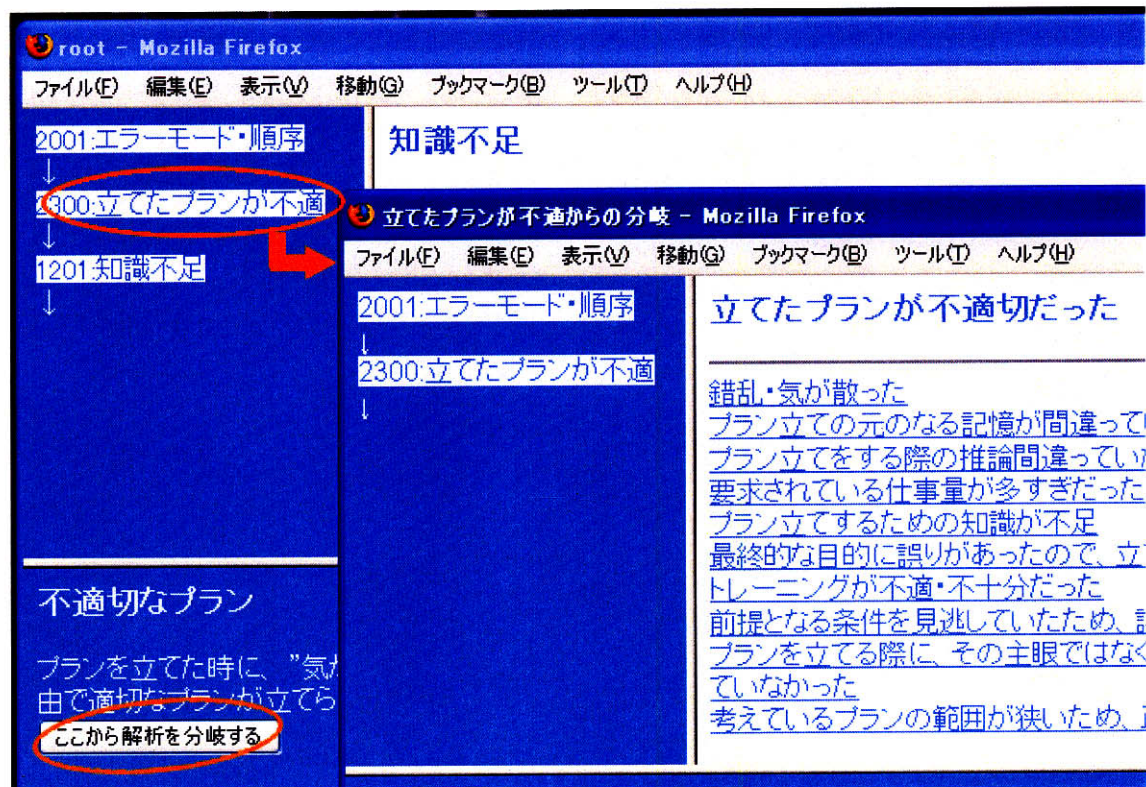 root - Mozilla Firefox
ファイル(F) 編集(E) 表示(V) 移動(G) ブックマーク(B) ツール(T) ヘルプ(H)
2001:エラーモード・順序
↓
2300:立てたプランが不適
↓
1201:知識不足
↓
知識不足
不適切なプラン
プランを立てた時に、”気が
由で適切なプランが立てら
ここから解析を分岐する
立てたプランが不適からの分岐 - Mozilla Firefox
ファイル(F) 編集(E) 表示(V) 移動(G) ブックマーク(B) ツール(T) ヘルプ(H)
2001:エラーモード・順序
↓
2300:立てたプランが不適
↓
立てたプランが不適切だった
錯乱・気が散った
プラン立ての元のなる記憶が間違って
プラン立てをする際の推論間違ってい
要求されている仕事量が多すぎだった
プラン立てするための知識が不足
最終的な目的に誤りがあったので、立
トレーニングが不適・不十分だった
前提となる条件を見逃していたため、
プランを立てる際に、その主眼ではなく
ていなかった
考えているプランの範囲が狭いため、